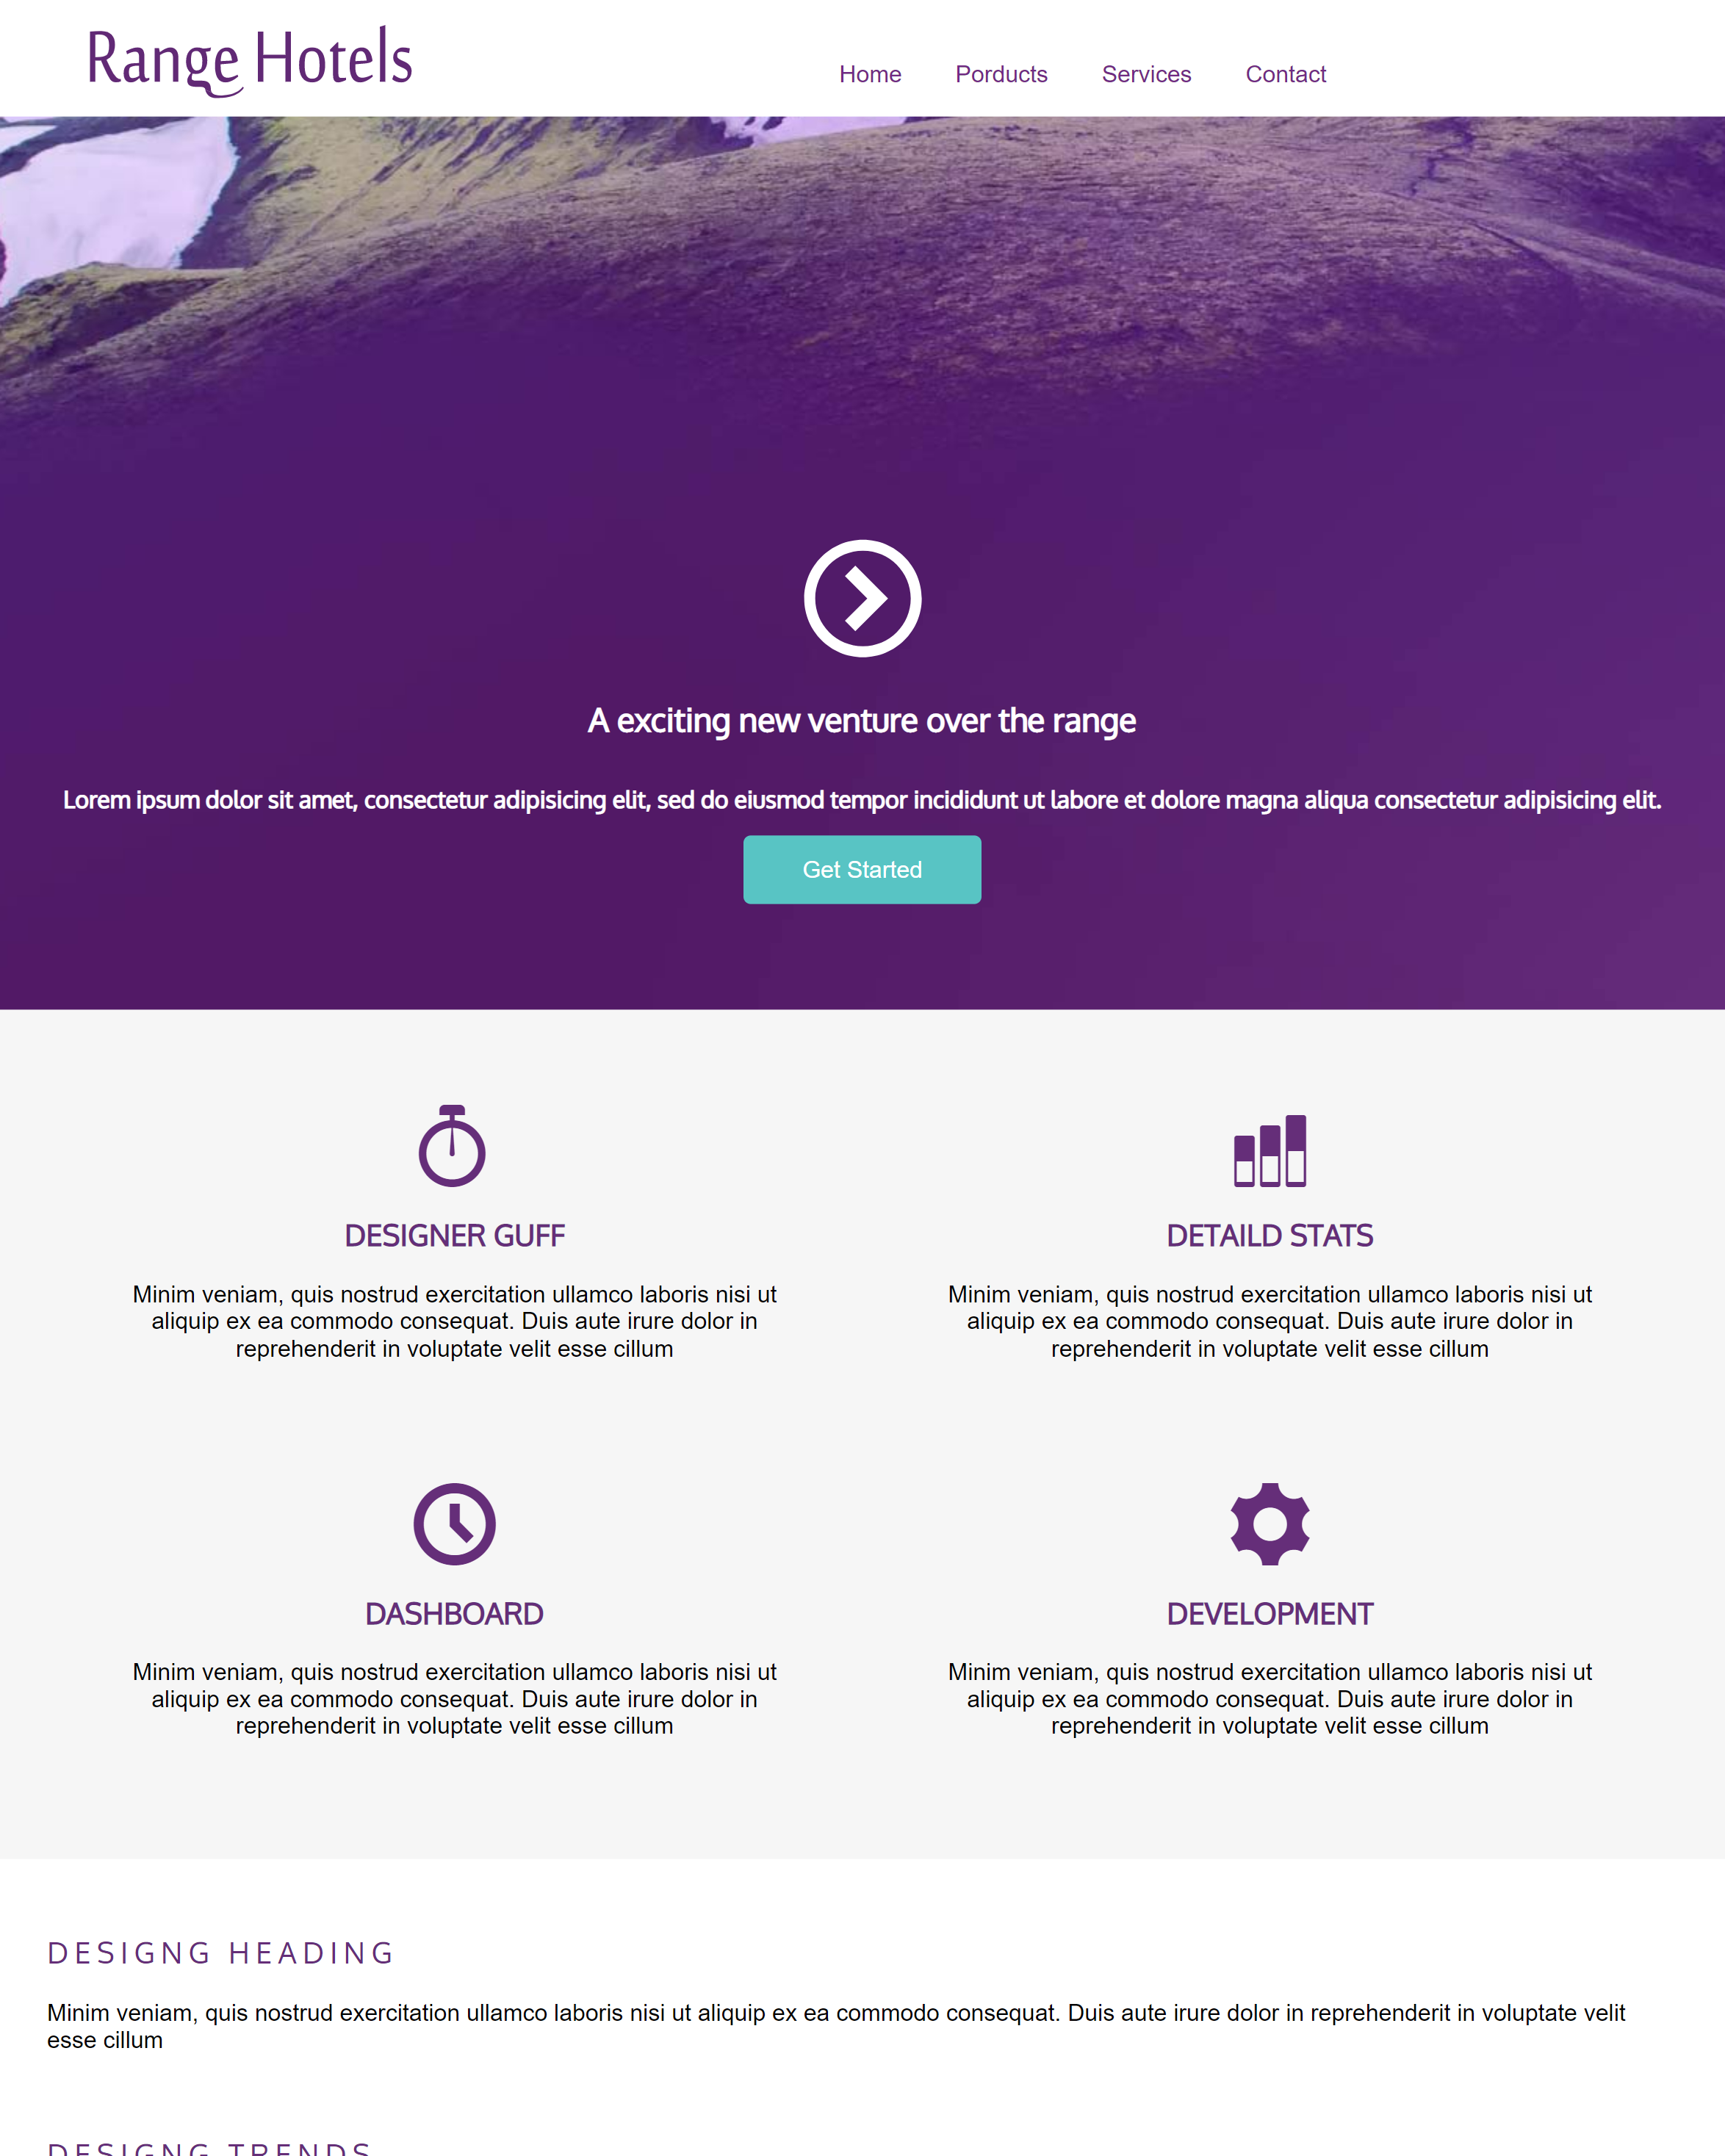 Range Hotels
Home Porducts Services Contact
A exciting new venture over the range
Lorem ipsum dolor sit amet, consectetur adipisicing elit, sed do eiusmod tempor incididunt ut labore et dolore magna aliqua consectetur adipisicing elit.
Get Started
DESIGNER GUFF
Minim veniam, quis nostrud exercitation ullamco laboris nisi ut
aliquip ex ea commodo consequat. Duis aute irure dolor in
reprehenderit in voluptate velit esse cillum
DETAILD STATS
Minim veniam, quis nostrud exercitation ullamco laboris nisi ut
aliquip ex ea commodo consequat. Duis aute irure dolor in
reprehenderit in voluptate velit esse cillum
DASHBOARD
Minim veniam, quis nostrud exercitation ullamco laboris nisi ut
aliquip ex ea commodo consequat. Duis aute irure dolor in
reprehenderit in voluptate velit esse cillum
DEVELOPMENT
Minim veniam, quis nostrud exercitation ullamco laboris nisi ut
aliquip ex ea commodo consequat. Duis aute irure dolor in
reprehenderit in voluptate velit esse cillum
DESIGNG HEADING
Minim veniam, quis nostrud exercitation ullamco laboris nisi ut aliquip ex ea commodo consequat. Duis aute irure dolor in reprehenderit in voluptate velit
esse cillum
DESIGNG TRENDS